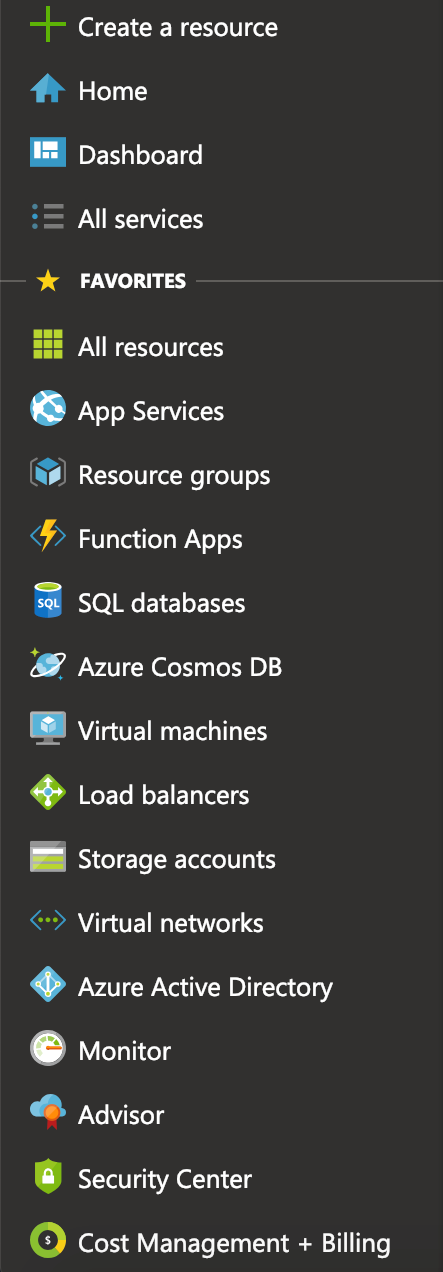 Create a resource
Home
Dashboard
All services
FAVORITES
All resources
App Services
Resource groups
Function Apps
SQL SQL databases
Azure Cosmos DB
Virtual machines
Load balancers
Storage accounts
Virtual networks
Azure Active Directory
Monitor
Advisor
Security Center
$ Cost Management + Billing